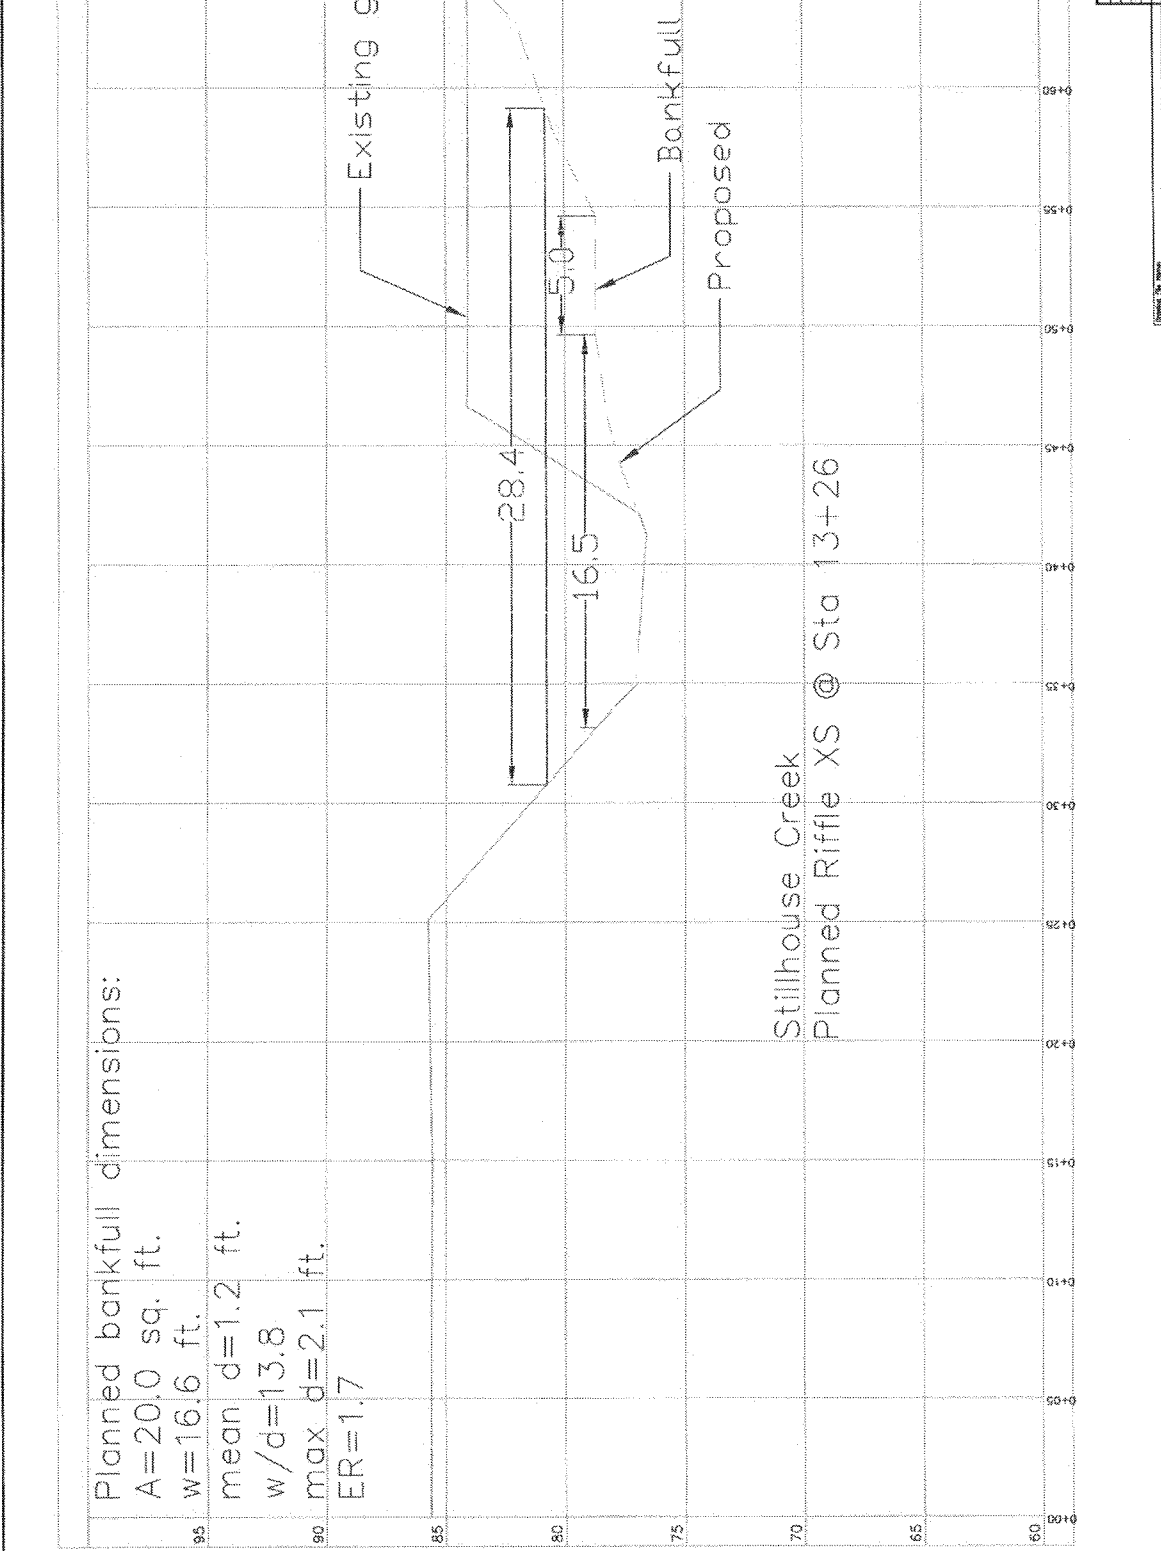 Planned bankfull dimensions:
A=20.0 sq. ft.
w=16.6 ft.
mean d=1.2 ft.
w/d=13.8
max d=2.1 ft.
ER=1.7
Existing g
28.4
5.0
16.5
Bankfull
Proposed
Stillhouse Creek
Planned Riffle XS @ Sta 13+26
95
90
85
80
75
70
65
60
0+00
0+05
0+10
0+15
0+20
0+25
0+30
0+35
0+40
0+45
0+50
0+55
0+60